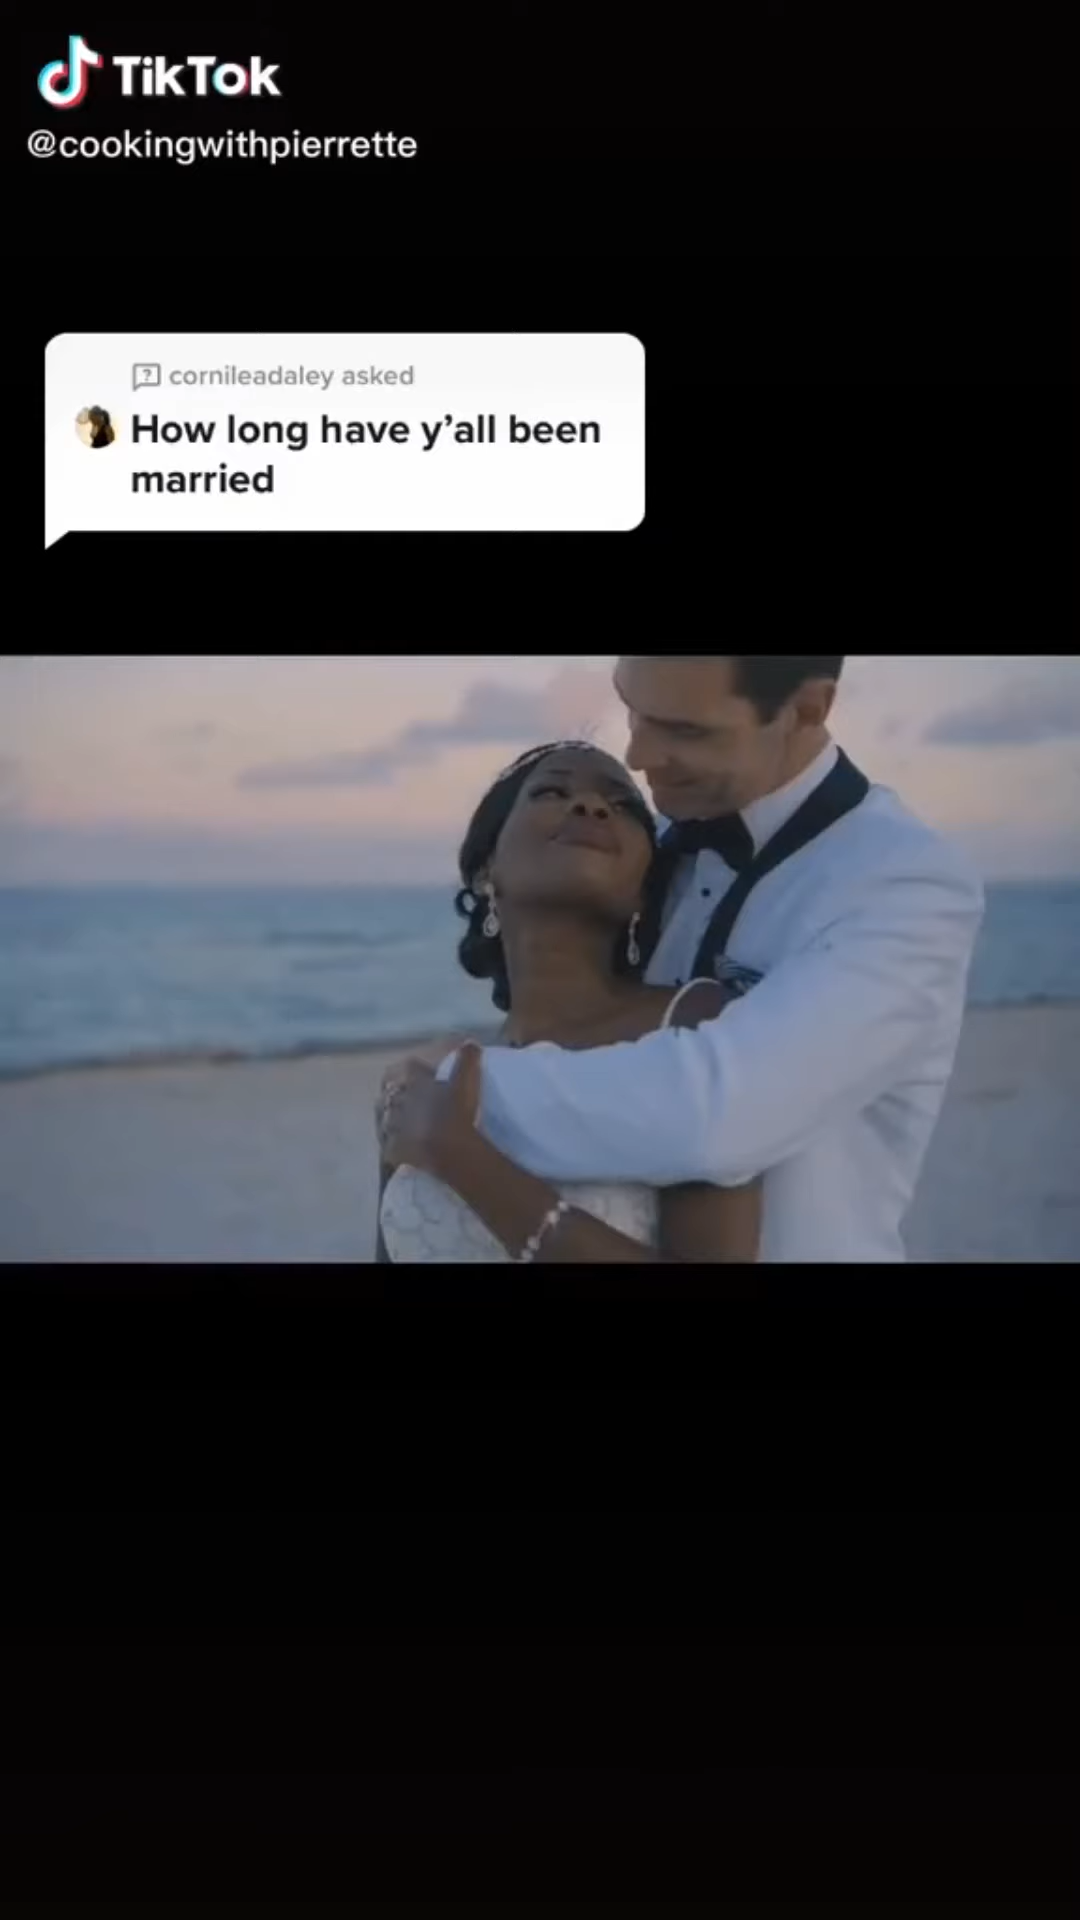 TikTok
@cookingwithpierrette
cornileadaley asked
How long have y’all been
married